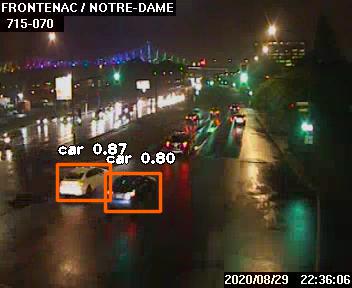 FRONTENAC / NOTRE-DAME
715-070
car 0.87
car 0.80
2020/08/29 22:36:06